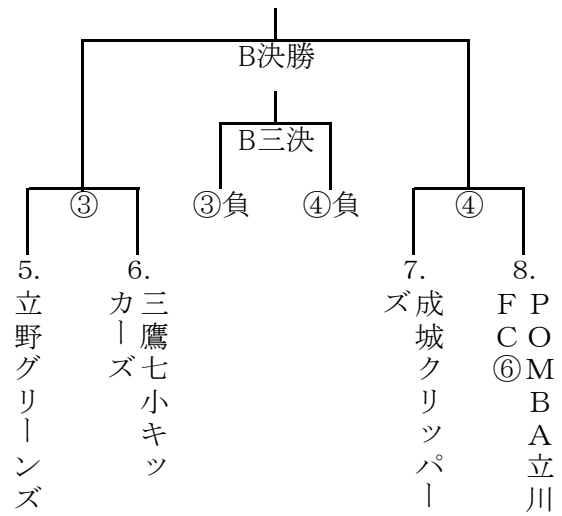 B決勝
B三決
③
③負
④負
④
5.
6.
7.
8.
立野グリーンズ
三鷹七小キッ
カーズ
成城クリッパー
ズ
POMBA立川
FC⑥